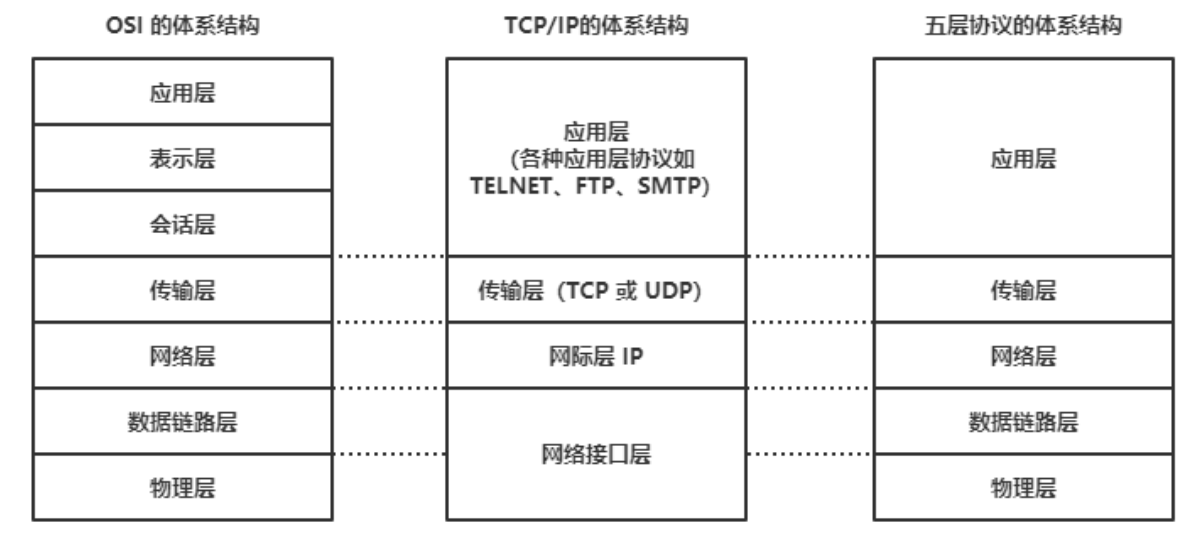 OSI 的体系结构
TCP/IP的体系结构
五层协议的体系结构
应用层
表示层
会话层
传输层
网络层
数据链路层
物理层
应用层
(各种应用层协议如
TELNET、FTP、SMTP)
传输层（TCP 或 UDP）
网际层 IP
网络接口层
应用层
传输层
网络层
数据链路层
物理层